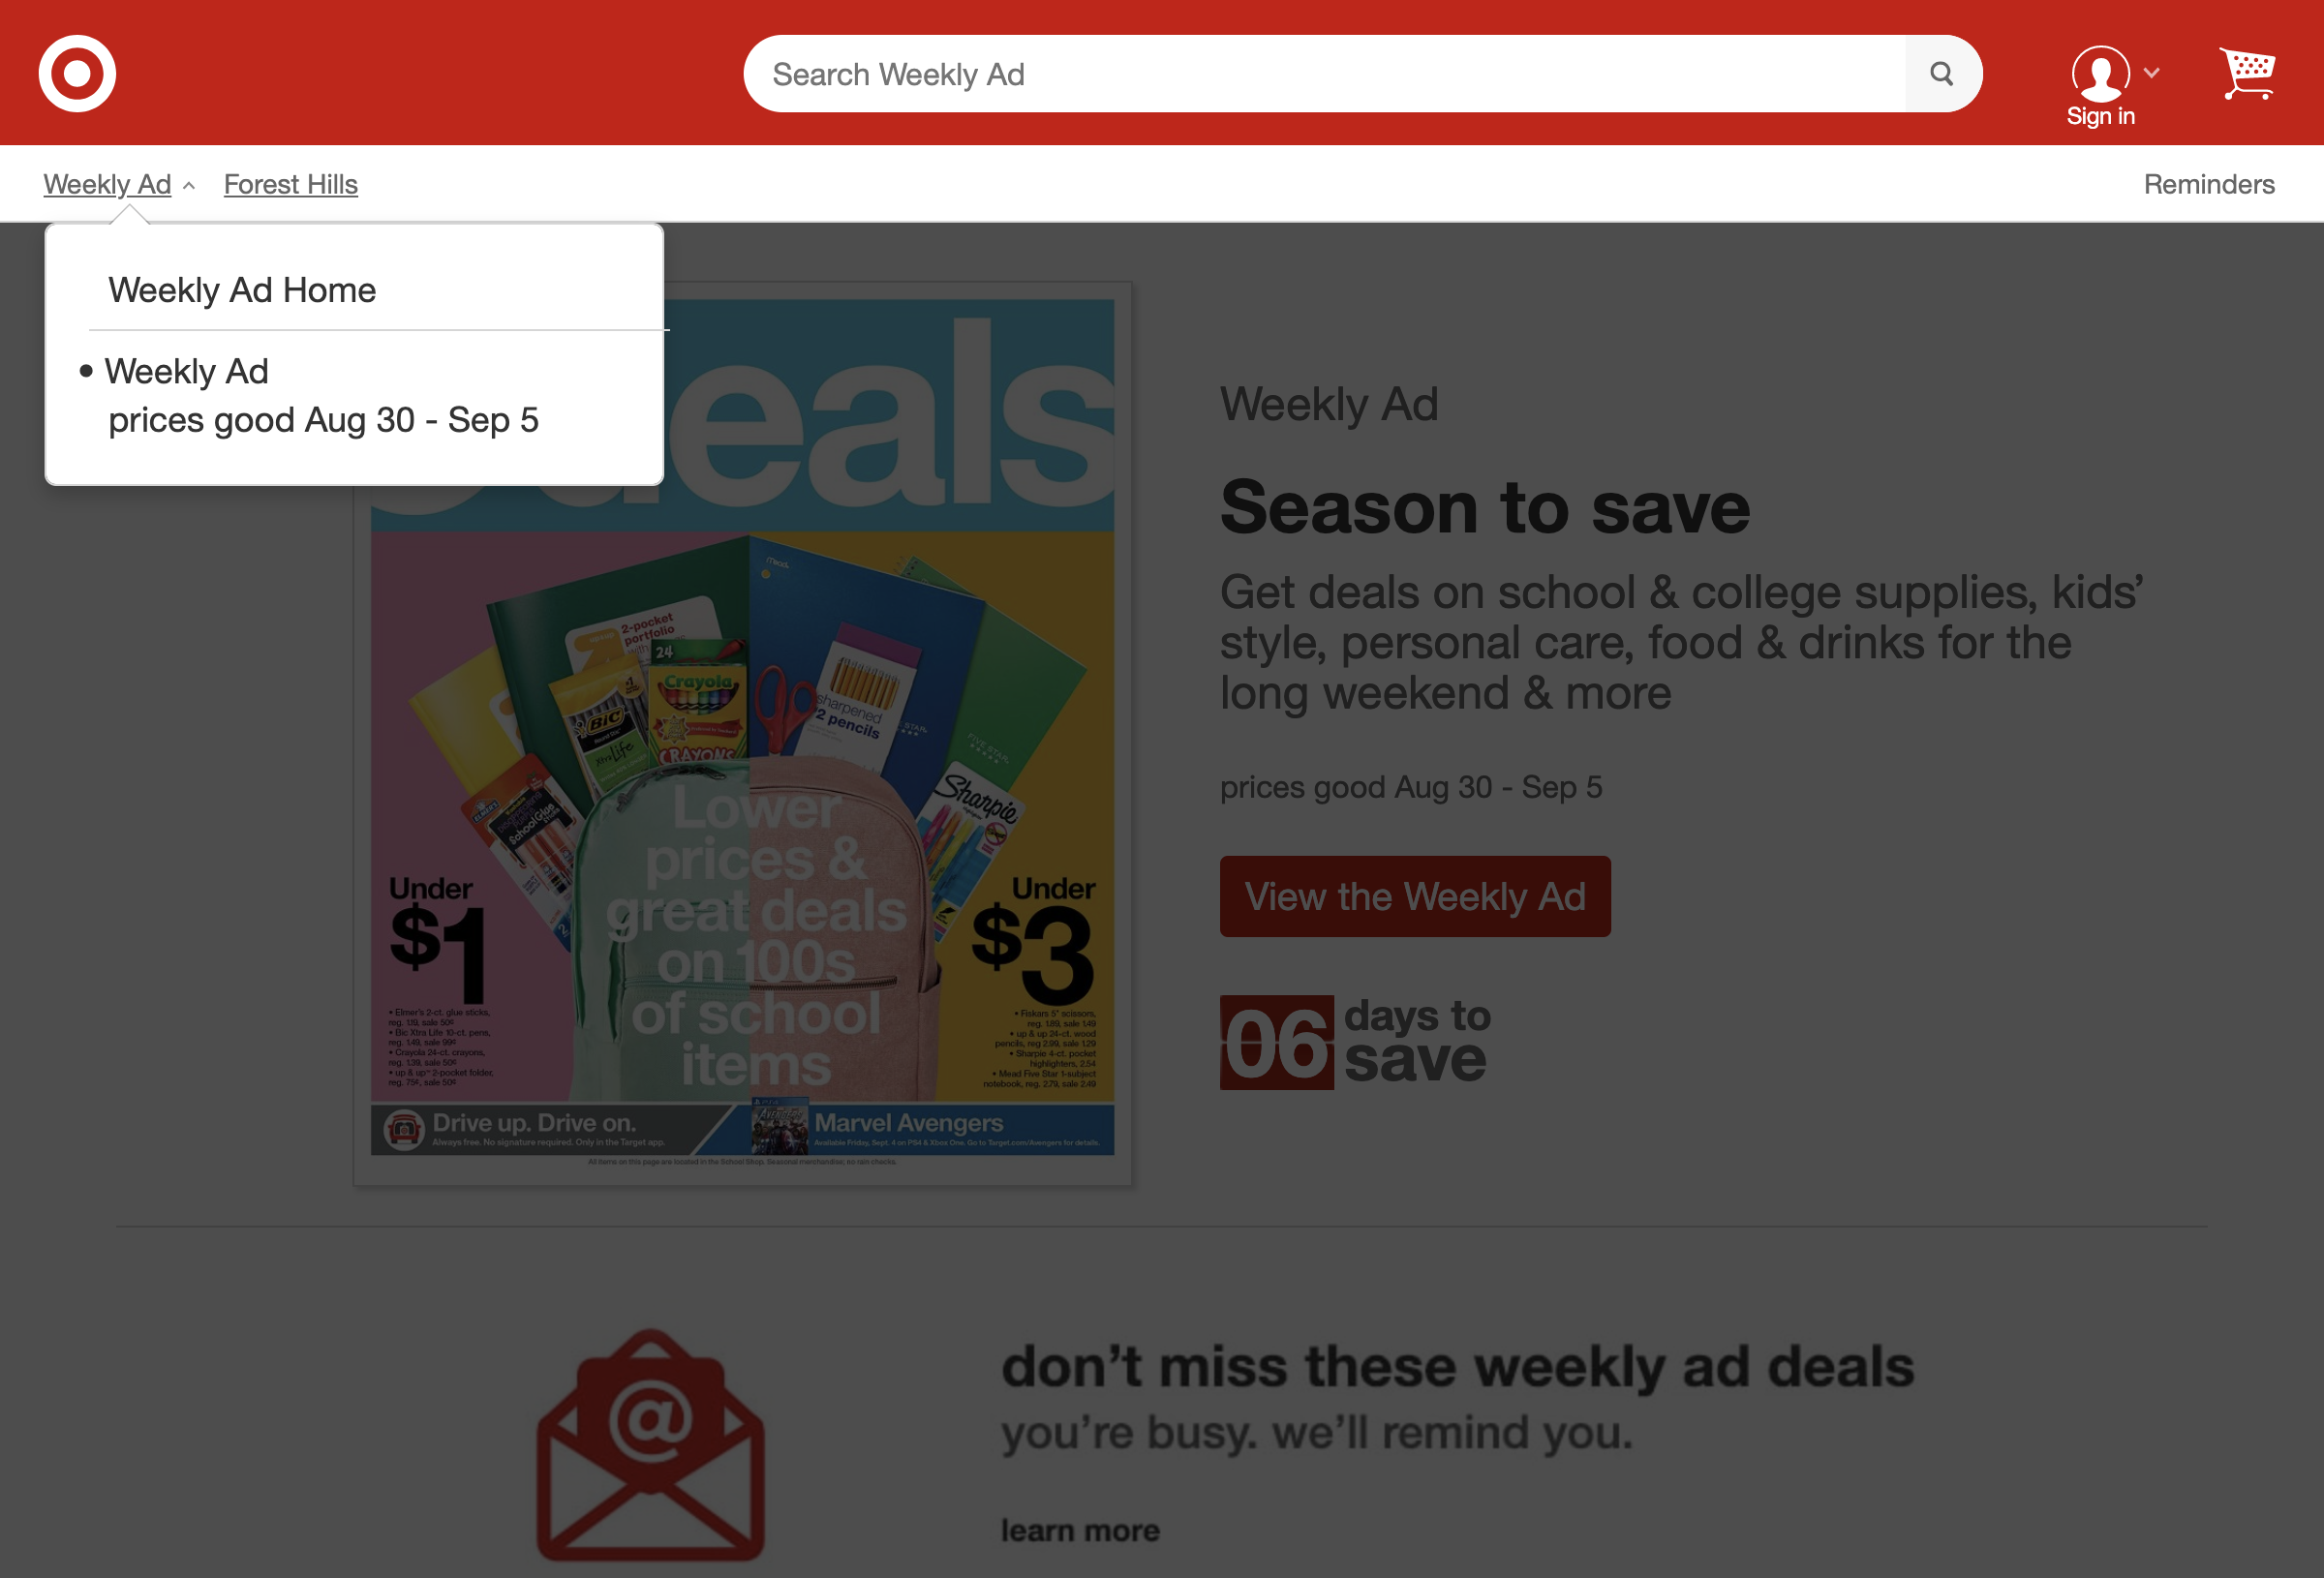 Search Weekly Ad
Sign in
Weekly Ad
Forest Hills
Reminders
Weekly Ad Home
Weekly Ad
prices good Aug 30 - Sep 5
eals
mead
2-pocket
portfolio
with
24
Crayola
CRAYONS
BIC
Xtra Life
sharpened
2 pencils
STAR
FIVE STAR
Elmer's
School Glue
Sharpie
Lower
prices &
great deals
on 100s
of school
items
Under
$1
• Elmer's 2-ct. glue sticks,
reg. 1.19, sale 50¢
• Bic Xtra Life 10-ct. pens,
reg. 1.49, sale 99¢
• Crayola 24-ct. crayons,
reg. 1.39, sale 50¢
• up & up™ 2-pocket folder,
reg. 75¢, sale 50¢
Under
$3
• Fiskars 5" scissors,
reg. 1.89, sale 1.49
• up & up 24-ct. wood
pencils, reg 2.99, sale 1.29
• Sharpie 4-ct. pocket
highlighters, 2.54
• Mead Five Star 1-subject
notebook, reg. 2.79, sale 2.49
Drive up. Drive on.
Always free. No signature required. Only in the Target app.
PS4
AVENGERS
Marvel Avengers
Available Friday, Sept. 4 on PS4 & Xbox One. Go to Target.com/Avengers for details.
All items on this page are located in the School Shop. Seasonal merchandise; no rain checks.
Weekly Ad
Season to save
Get deals on school & college supplies, kids’
style, personal care, food & drinks for the
long weekend & more
prices good Aug 30 - Sep 5
View the Weekly Ad
06 days to
save
@
don’t miss these weekly ad deals
you’re busy. we’ll remind you.
learn more